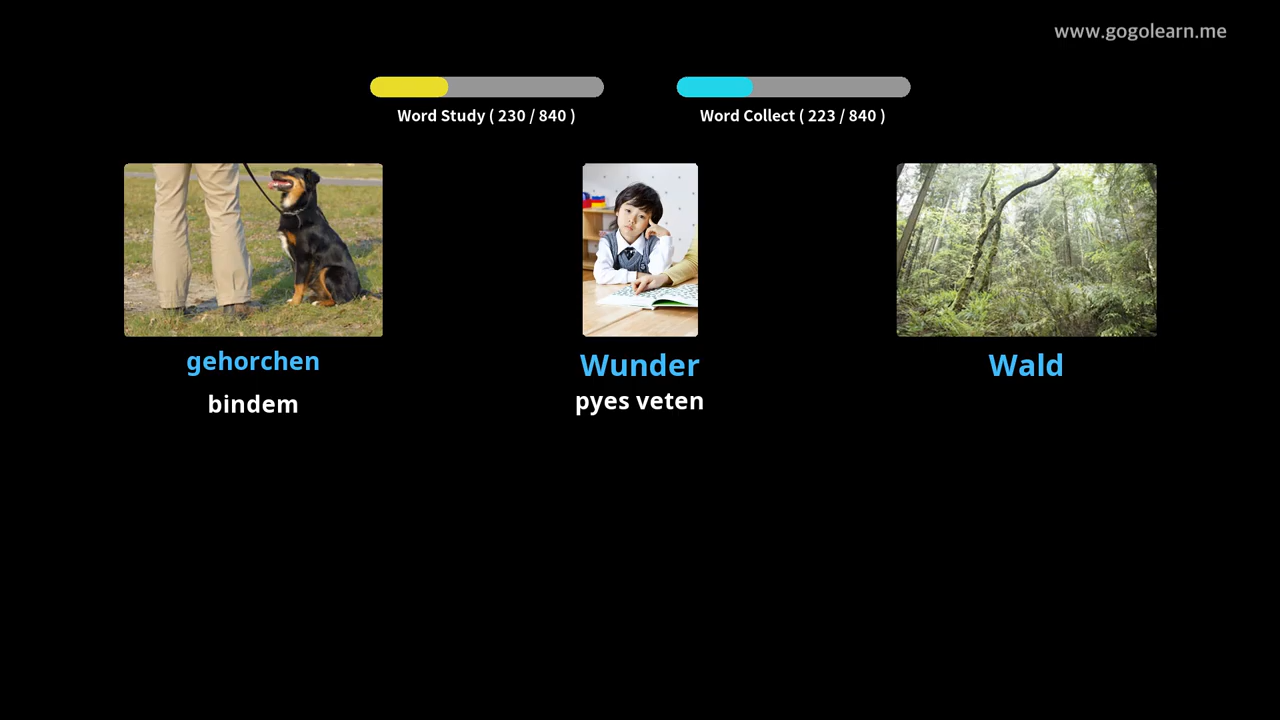 www.gogolearn.me
Word Study ( 230 / 840 )
Word Collect ( 223 / 840 )
gehorchen
bindem
Wunder
pyes veten
Wald